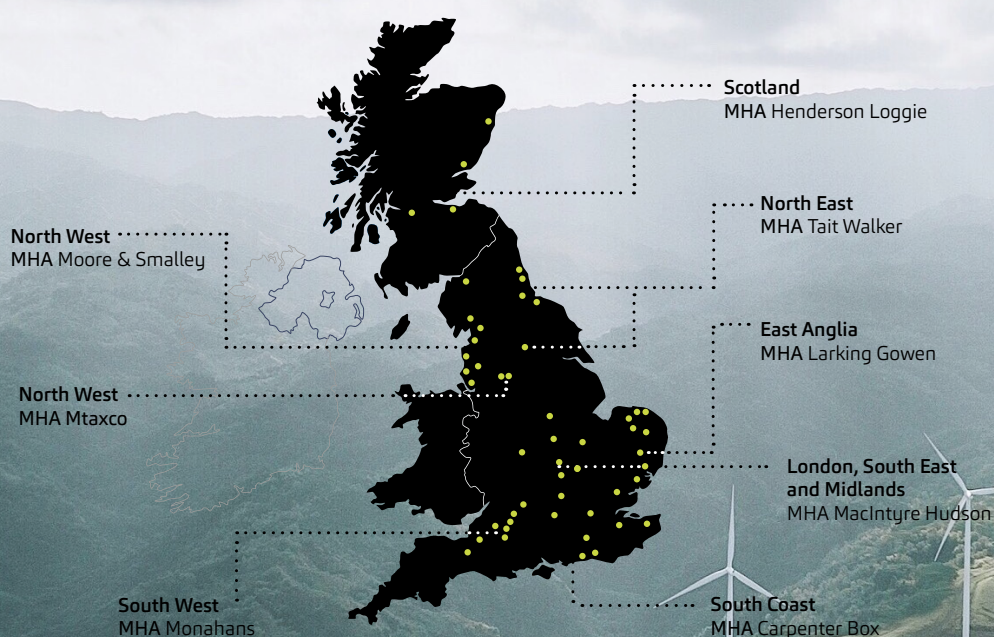 Scotland
MHA Henderson Loggie
North East
MHA Tait Walker
North West
MHA Moore & Smalley
East Anglia
MHA Larking Gowen
North West
MHA Mtaxco
London, South East
and Midlands
MHA MacIntyre Hudson
South West
MHA Monahans
South Coast
MHA Carpenter Box